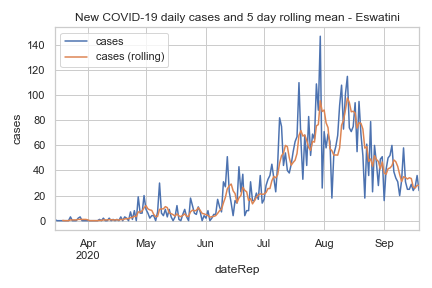 New COVID-19 daily cases and 5 day rolling mean - Eswatini
cases
cases (rolling)
140
120
100
80
60
40
20
0
cases
Apr
2020
May
Jun
Jul
Aug
Sep
dateRep